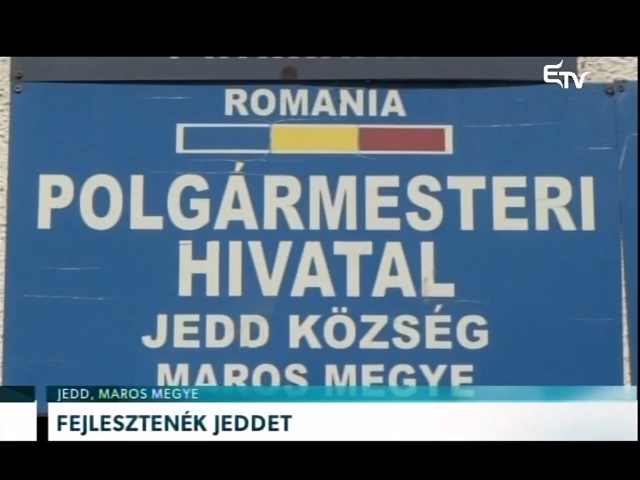 ETV
ROMANIA
POLGÁRMESTERI
HIVATAL
JEDD KÖZSÉG
MAROS MEGYE
JEDD, MAROS MEGYE
FEJLESZTENÉK JEDDET